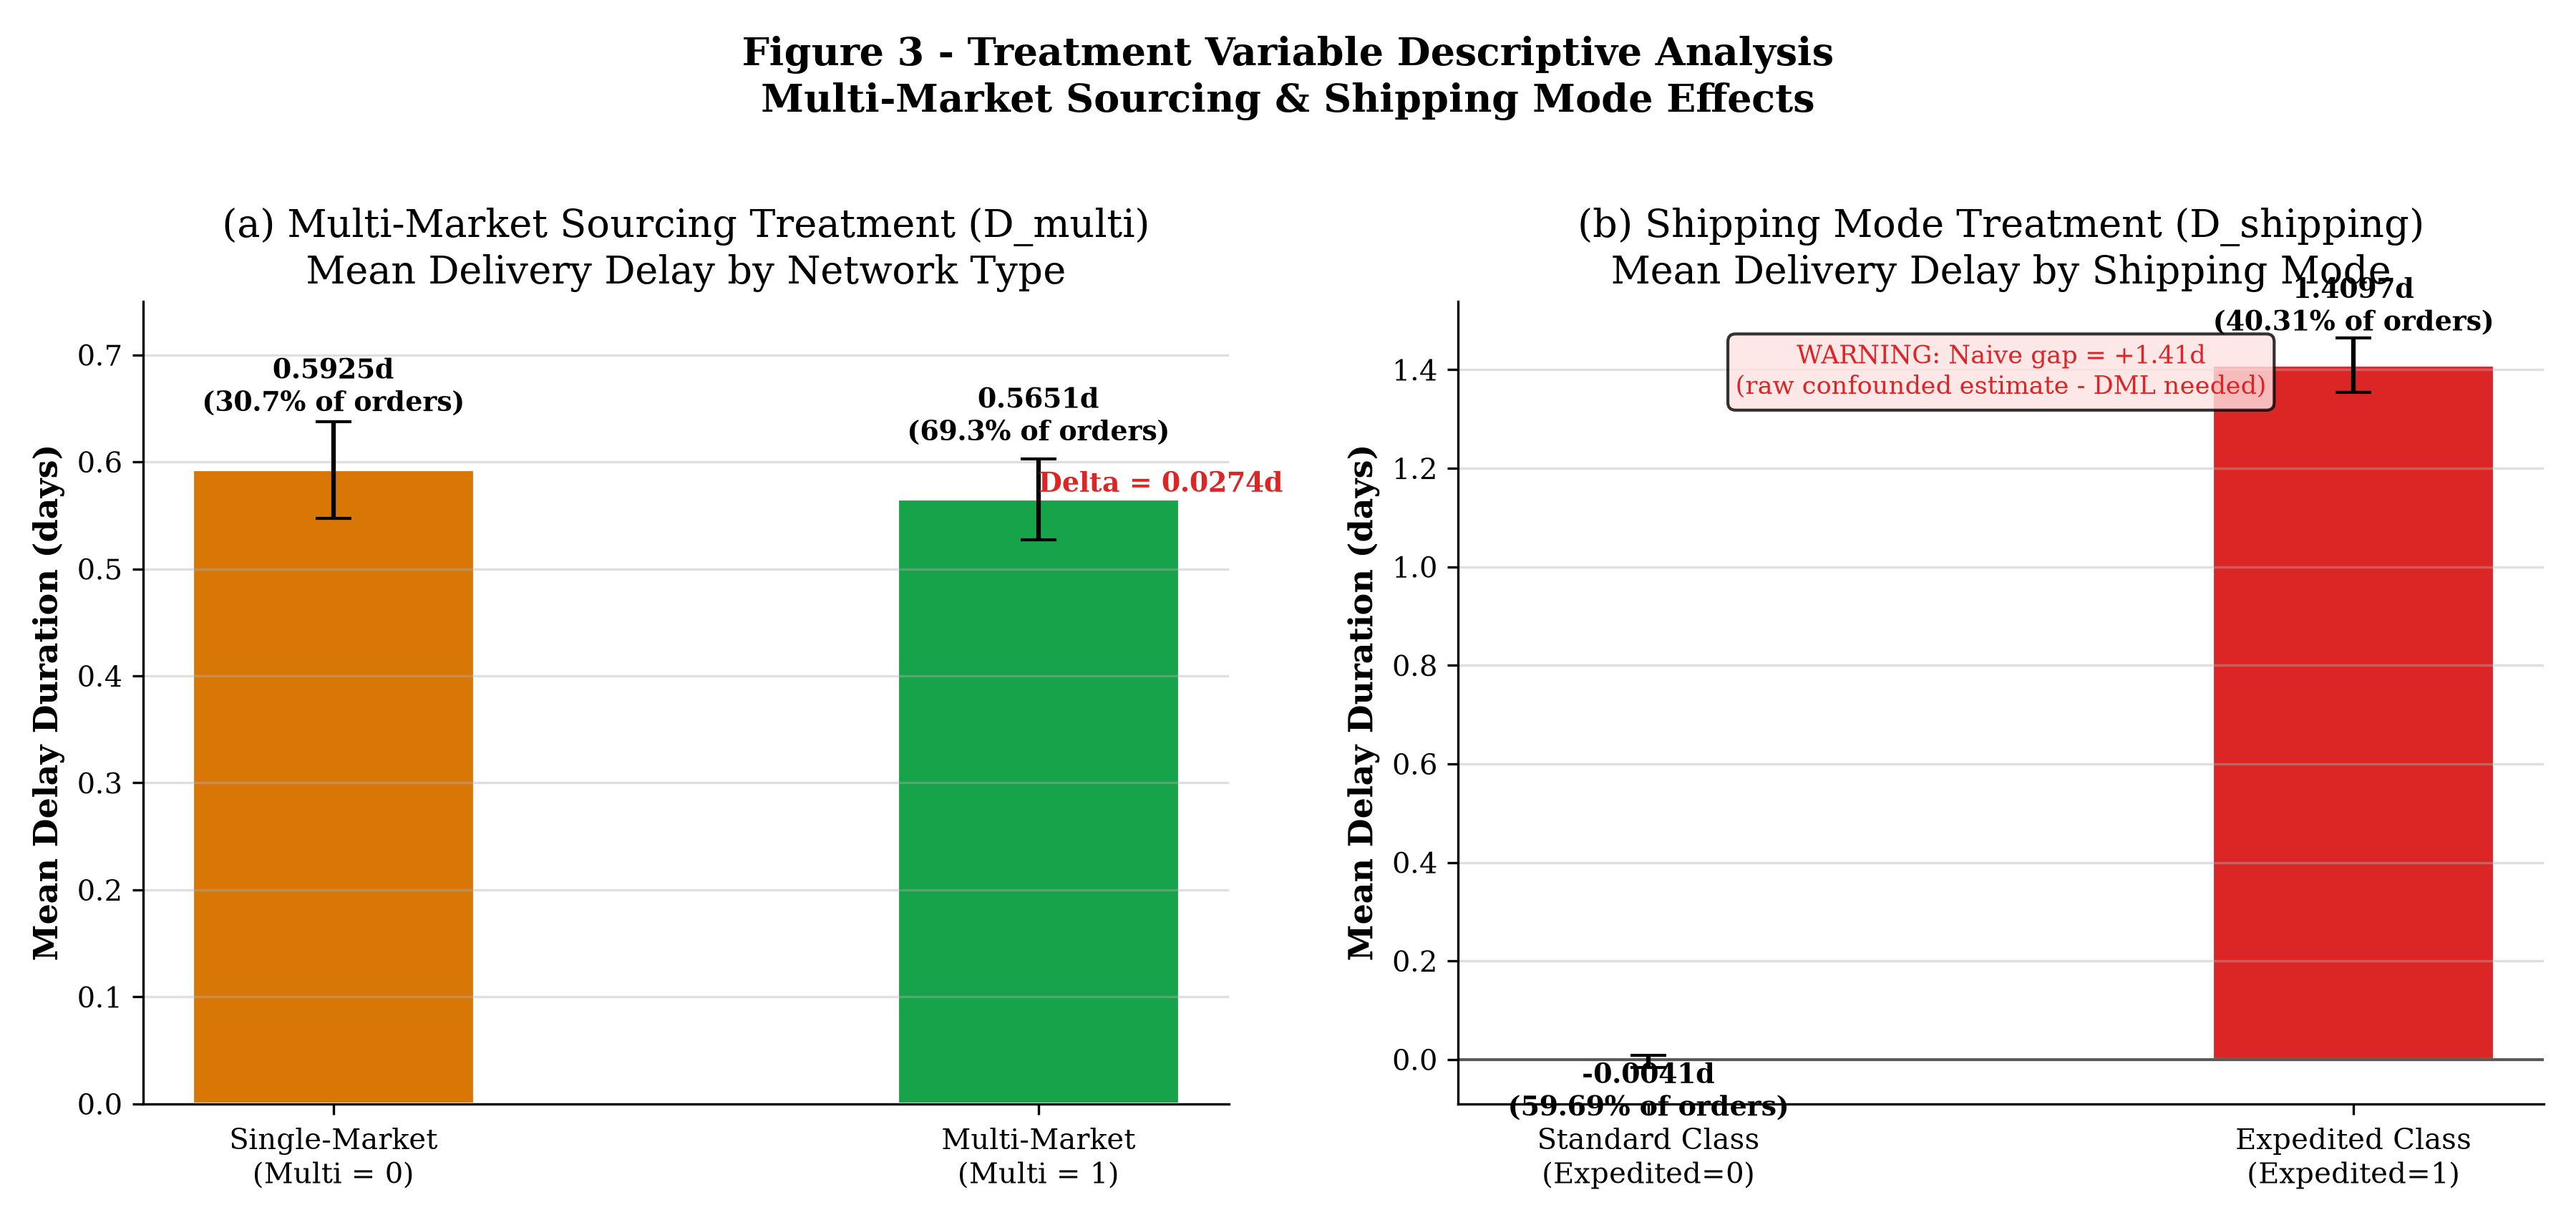 Figure 3 - Treatment Variable Descriptive Analysis
Multi-Market Sourcing & Shipping Mode Effects
(a) Multi-Market Sourcing Treatment (D_multi)
Mean Delivery Delay by Network Type
Mean Delay Duration (days)
0.7
0.6
0.5
0.4
0.3
0.2
0.1
0.0
0.5925d
(30.7% of orders)
0.5651d
(69.3% of orders)
Delta = 0.0274d
Single-Market
(Multi = 0)
Multi-Market
(Multi = 1)
(b) Shipping Mode Treatment (D_shipping)
Mean Delivery Delay by Shipping Mode
Mean Delay Duration (days)
1.4
1.2
1.0
0.8
0.6
0.4
0.2
0.0
1.4097d
(40.31% of orders)
WARNING: Naive gap = +1.41d
(raw confounded estimate - DML needed)
-0.0041d
(59.69% of orders)
Standard Class
(Expedited=0)
Expedited Class
(Expedited=1)